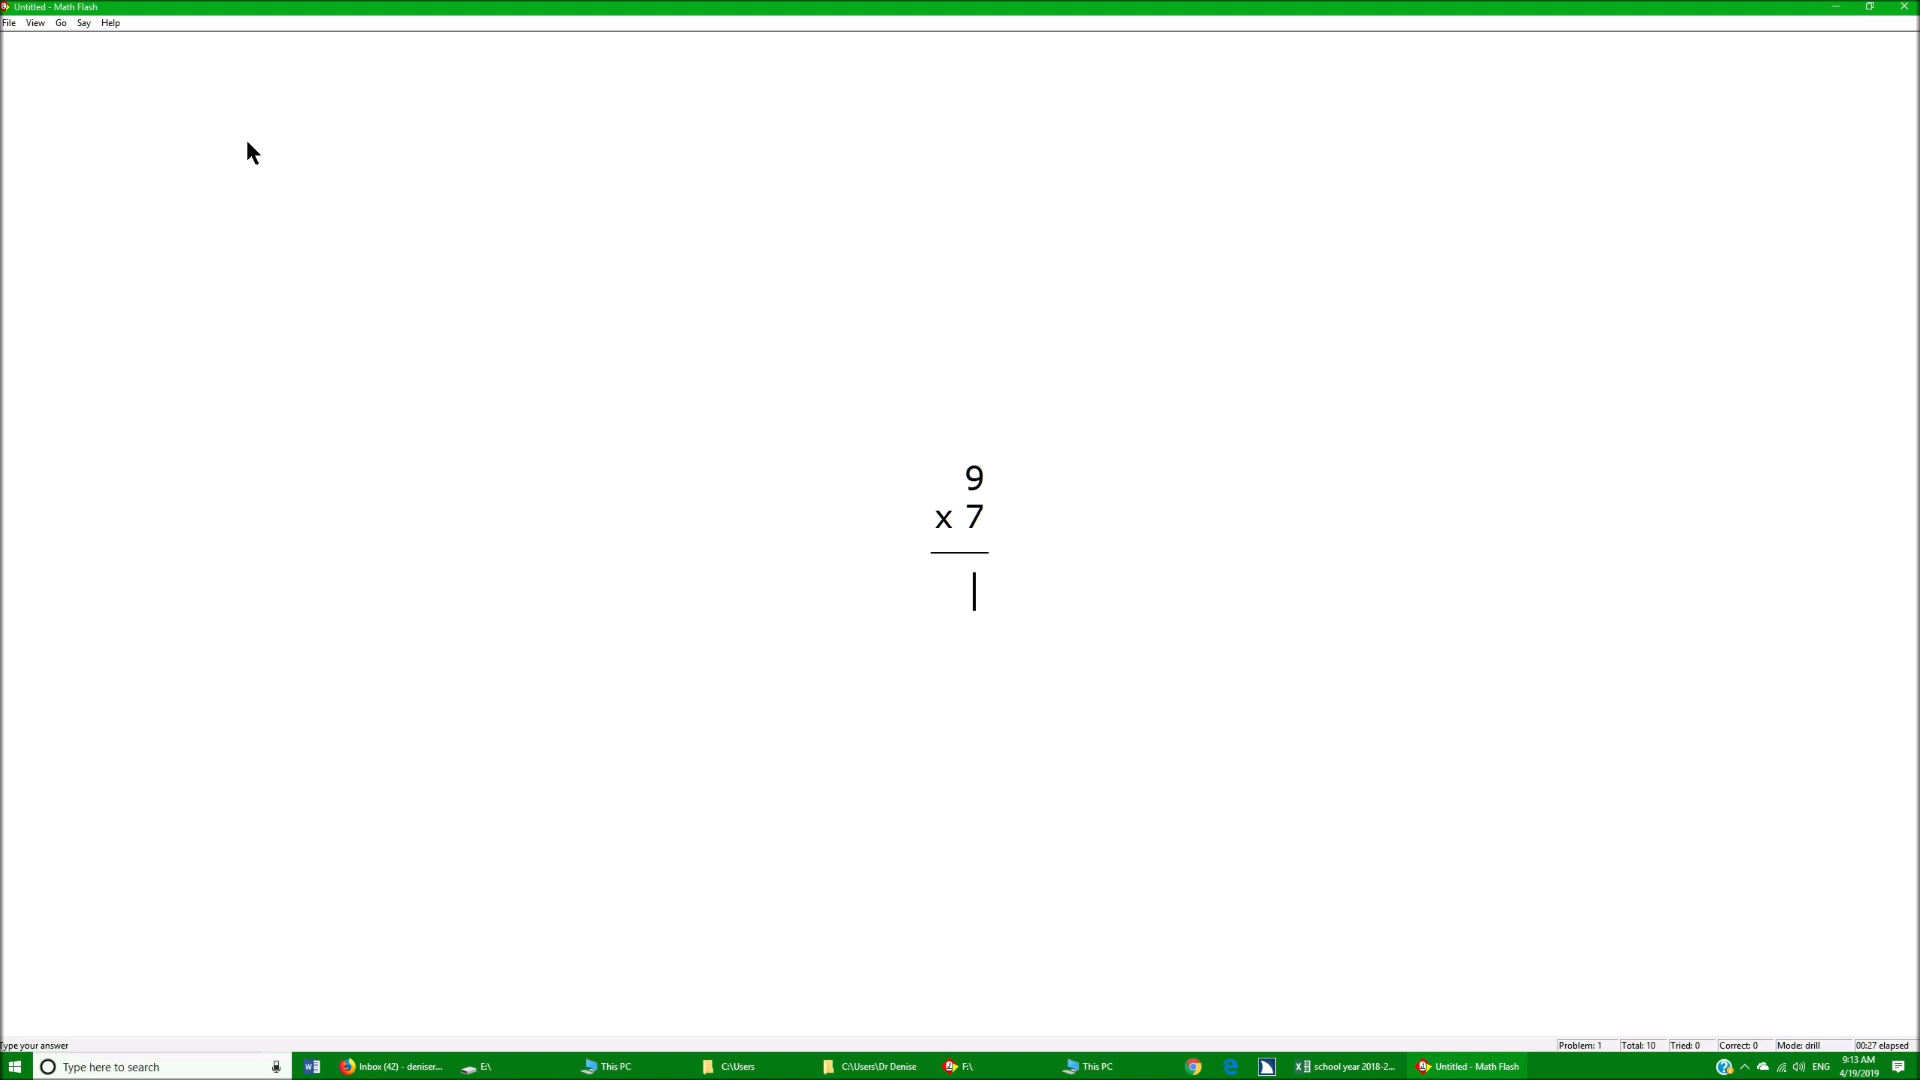 Untitled - Math Flash
File View Go Say Help
9
x 7
Type your answer
Problem: 1 Total: 10 Tried: 0 Correct: 0 Mode: drill 00:27 elapsed
Type here to search Inbox (42) - deniser... E:\ This PC C:\Users C:\Users\Dr Denise F:\ This PC school year 2018-2... Untitled - Math Flash ENG 9:13 AM
4/19/2019